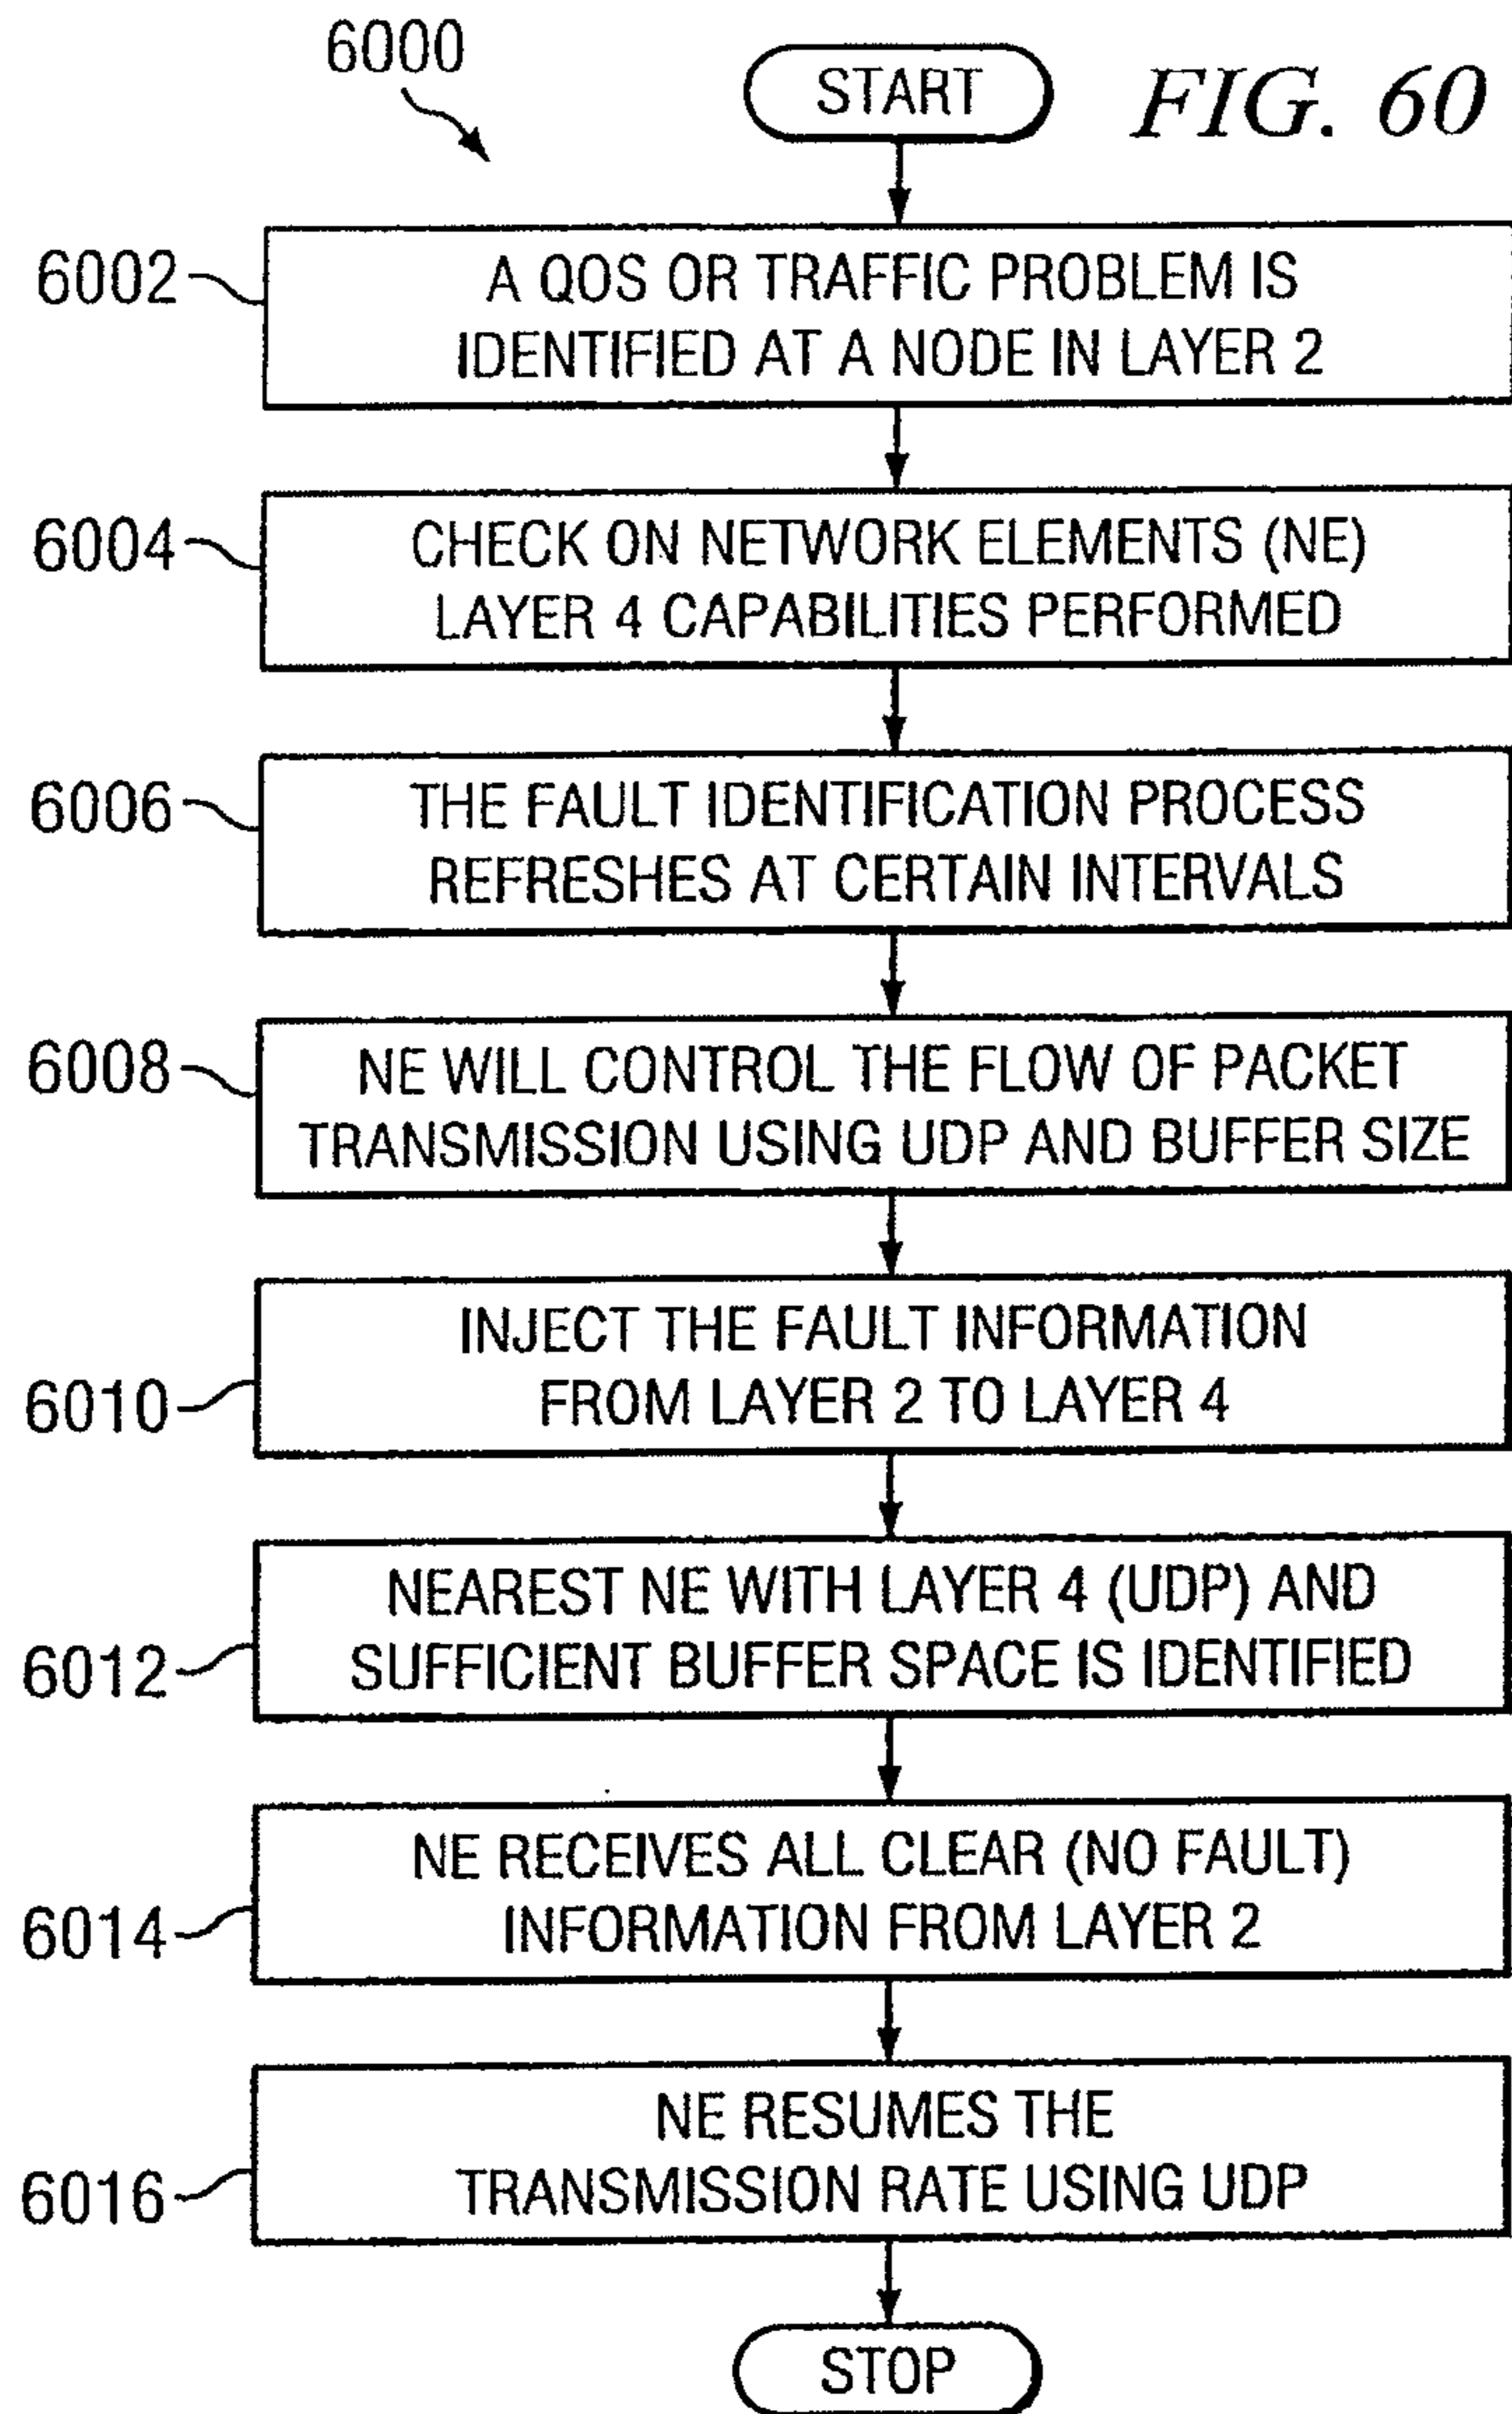 6000
START
FIG. 60
6002
A QOS OR TRAFFIC PROBLEM IS
IDENTIFIED AT A NODE IN LAYER 2
6004
CHECK ON NETWORK ELEMENTS (NE)
LAYER 4 CAPABILITIES PERFORMED
6006
THE FAULT IDENTIFICATION PROCESS
REFRESHES AT CERTAIN INTERVALS
6008
NE WILL CONTROL THE FLOW OF PACKET
TRANSMISSION USING UDP AND BUFFER SIZE
6010
INJECT THE FAULT INFORMATION
FROM LAYER 2 TO LAYER 4
6012
NEAREST NE WITH LAYER 4 (UDP) AND
SUFFICIENT BUFFER SPACE IS IDENTIFIED
6014
NE RECEIVES ALL CLEAR (NO FAULT)
INFORMATION FROM LAYER 2
6016
NE RESUMES THE
TRANSMISSION RATE USING UDP
STOP